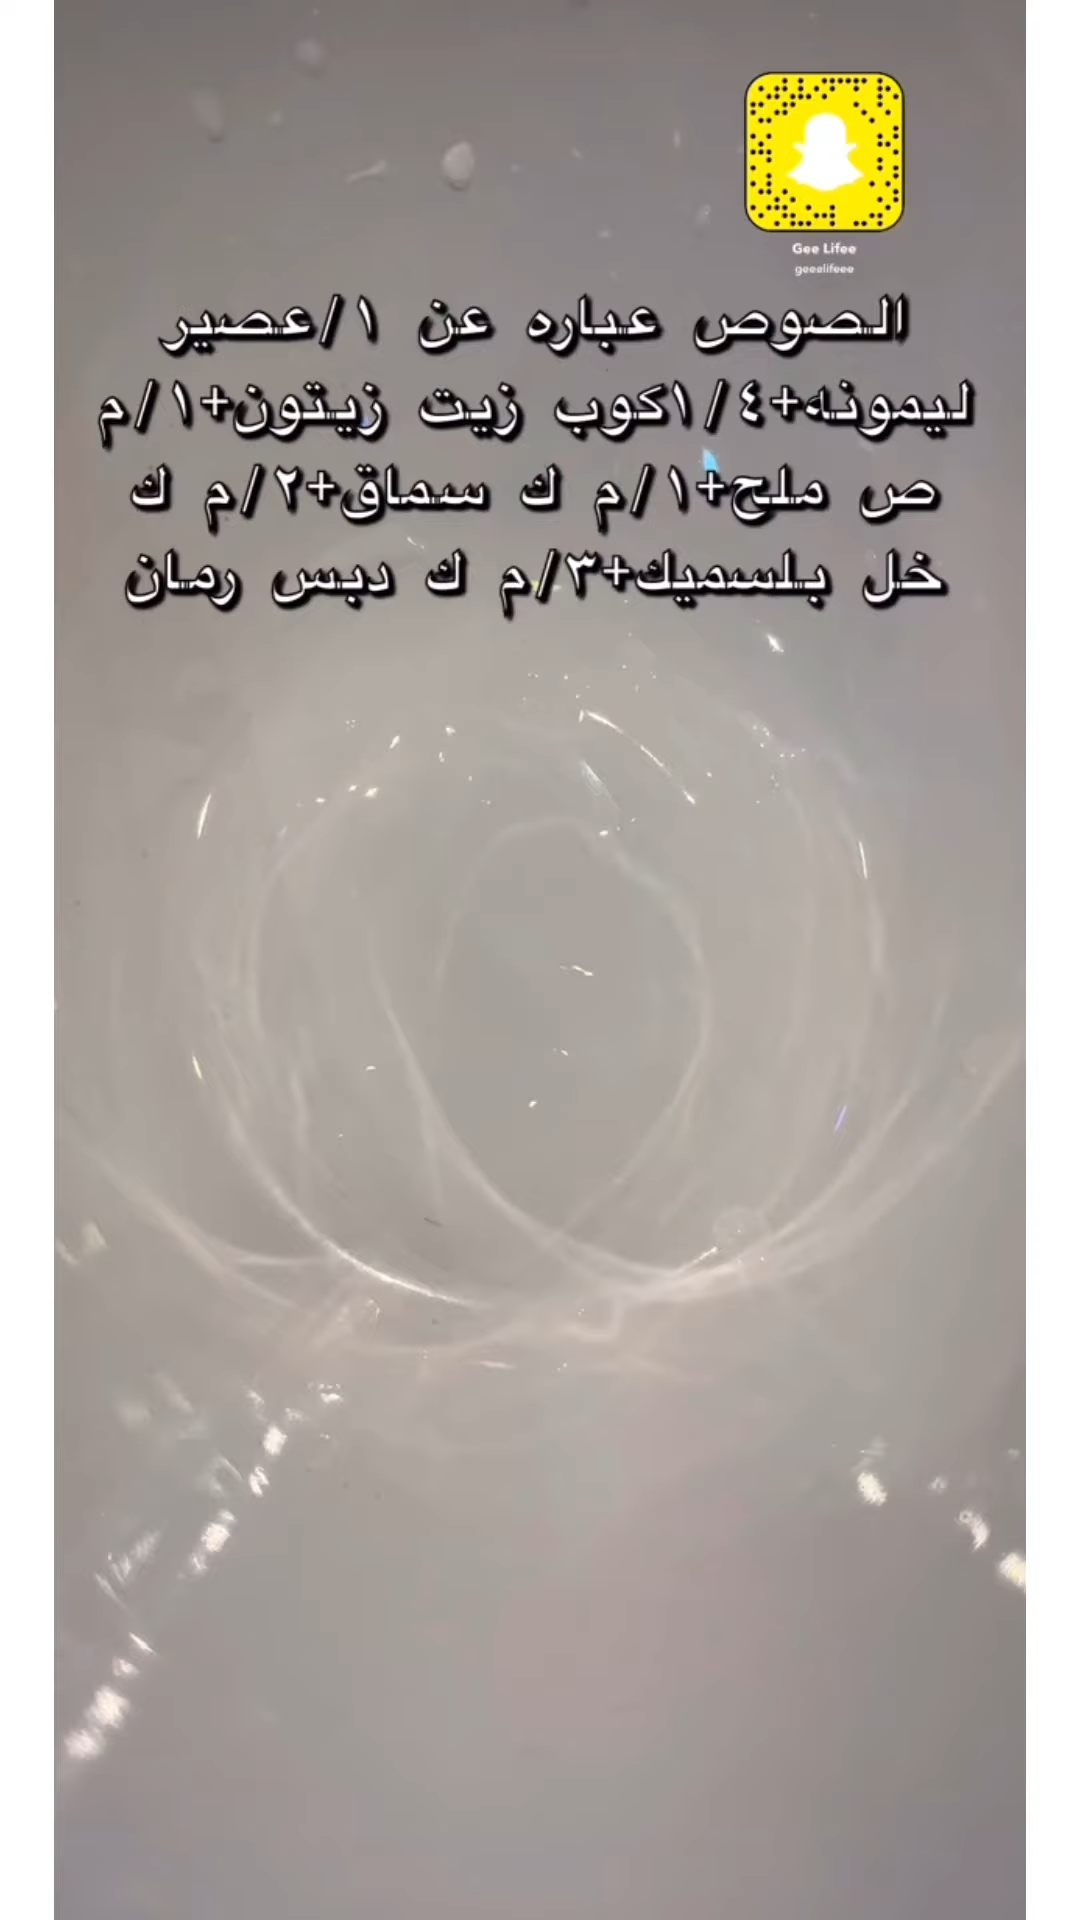 Gee Lifee
geeelifeee
الصوص عباره عن ١/عصير
ليمونه+١/٤كوب زيت زيتون+١/م
ص ملح+١/م ك سماق+٢/م ك
خل بلسميك+٣/م ك دبس رمان